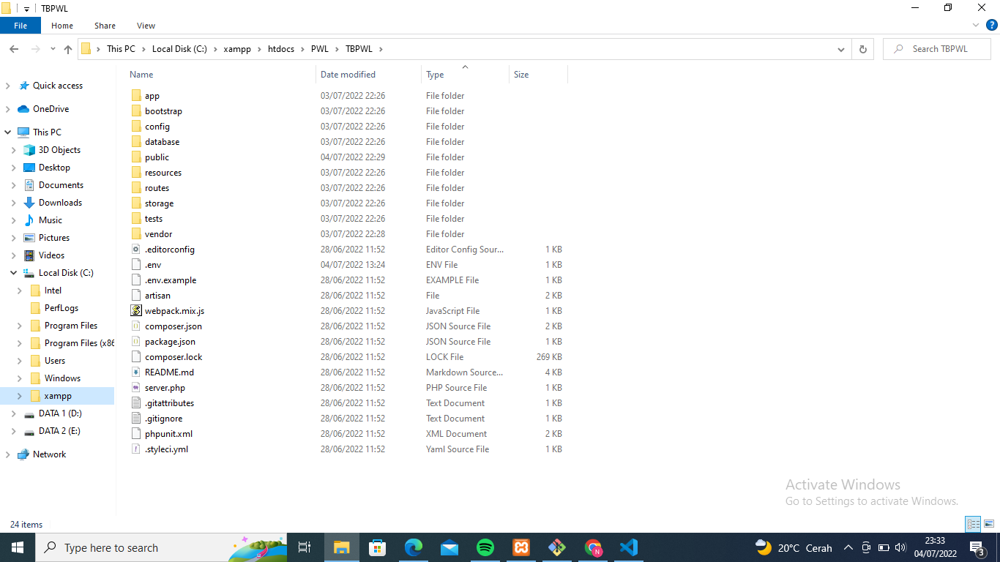 TBPWL
File Home Share View
This PC Local Disk (C:) xampp htdocs PWL TBPWL Search TBPWL
Name Date modified Type Size
Quick access
OneDrive
This PC
3D Objects
Desktop
Documents
Downloads
Music
Pictures
Videos
Local Disk (C:)
Intel
PerfLogs
Program Files
Program Files (x86
Users
Windows
xampp
DATA 1 (D:)
DATA 2 (E:)
Network
app 03/07/2022 22:26 File folder
bootstrap 03/07/2022 22:26 File folder
config 03/07/2022 22:26 File folder
database 03/07/2022 22:26 File folder
public 04/07/2022 22:29 File folder
resources 03/07/2022 22:26 File folder
routes 03/07/2022 22:26 File folder
storage 03/07/2022 22:26 File folder
tests 03/07/2022 22:26 File folder
vendor 03/07/2022 22:28 File folder
.editorconfig 28/06/2022 11:52 Editor Config Sour... 1 KB
.env 04/07/2022 13:24 ENV File 1 KB
.env.example 28/06/2022 11:52 EXAMPLE File 1 KB
artisan 28/06/2022 11:52 File 2 KB
webpack.mix.js 28/06/2022 11:52 JavaScript File 1 KB
composer.json 28/06/2022 11:52 JSON Source File 2 KB
package.json 28/06/2022 11:52 JSON Source File 1 KB
composer.lock 28/06/2022 11:52 LOCK File 269 KB
README.md 28/06/2022 11:52 Markdown Source... 4 KB
server.php 28/06/2022 11:52 PHP Source File 1 KB
.gitattributes 28/06/2022 11:52 Text Document 1 KB
.gitignore 28/06/2022 11:52 Text Document 1 KB
phpunit.xml 28/06/2022 11:52 XML Document 2 KB
.styleci.yml 28/06/2022 11:52 Yaml Source File 1 KB
Activate Windows
Go to Settings to activate Windows.
24 items
Type here to search
N
20°C Cerah
23:33
04/07/2022
3